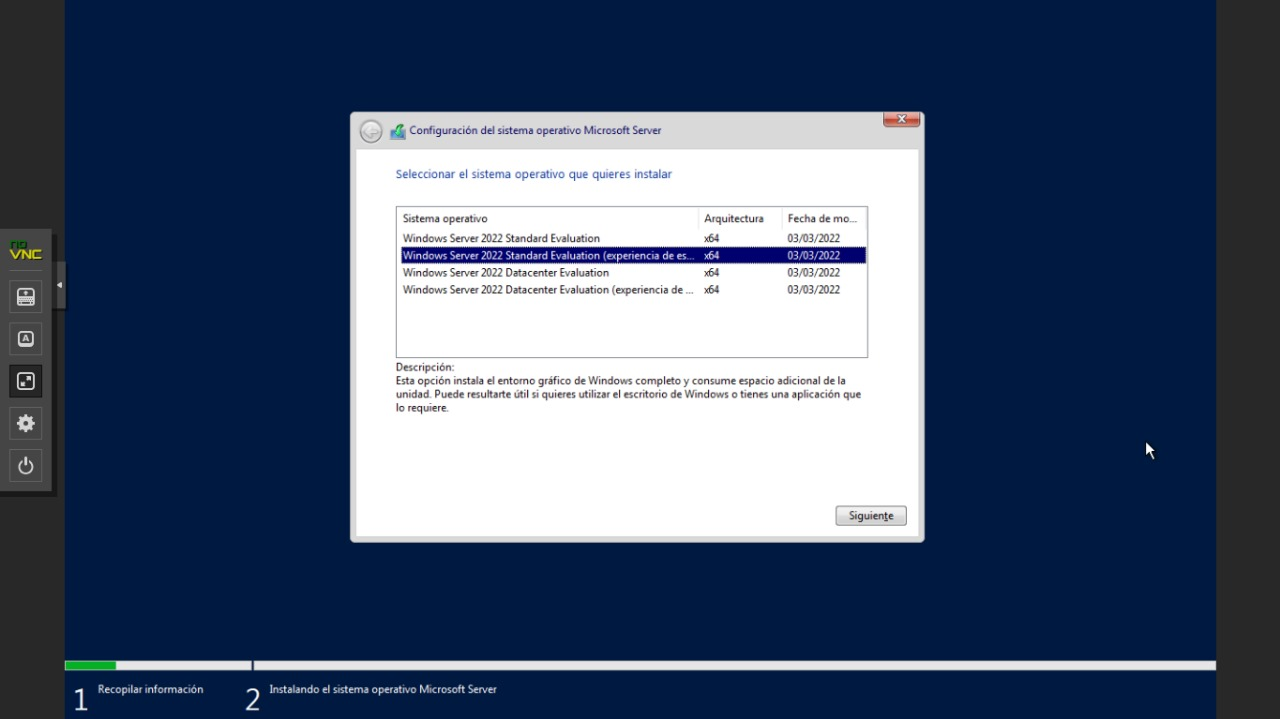 Configuración del sistema operativo Microsoft Server
Seleccionar el sistema operativo que quieres instalar
Sistema operativo Arquitectura Fecha de mo...
Windows Server 2022 Standard Evaluation x64 03/03/2022
Windows Server 2022 Standard Evaluation (experiencia de es... x64 03/03/2022
Windows Server 2022 Datacenter Evaluation x64 03/03/2022
Windows Server 2022 Datacenter Evaluation (experiencia de ... x64 03/03/2022
Descripción:
Esta opción instala el entorno gráfico de Windows completo y consume espacio adicional de la
unidad. Puede resultarte útil si quieres utilizar el escritorio de Windows o tienes una aplicación que
lo requiere.
Siguiente
no
VNC
A
1 Recopilar información 2 Instalando el sistema operativo Microsoft Server